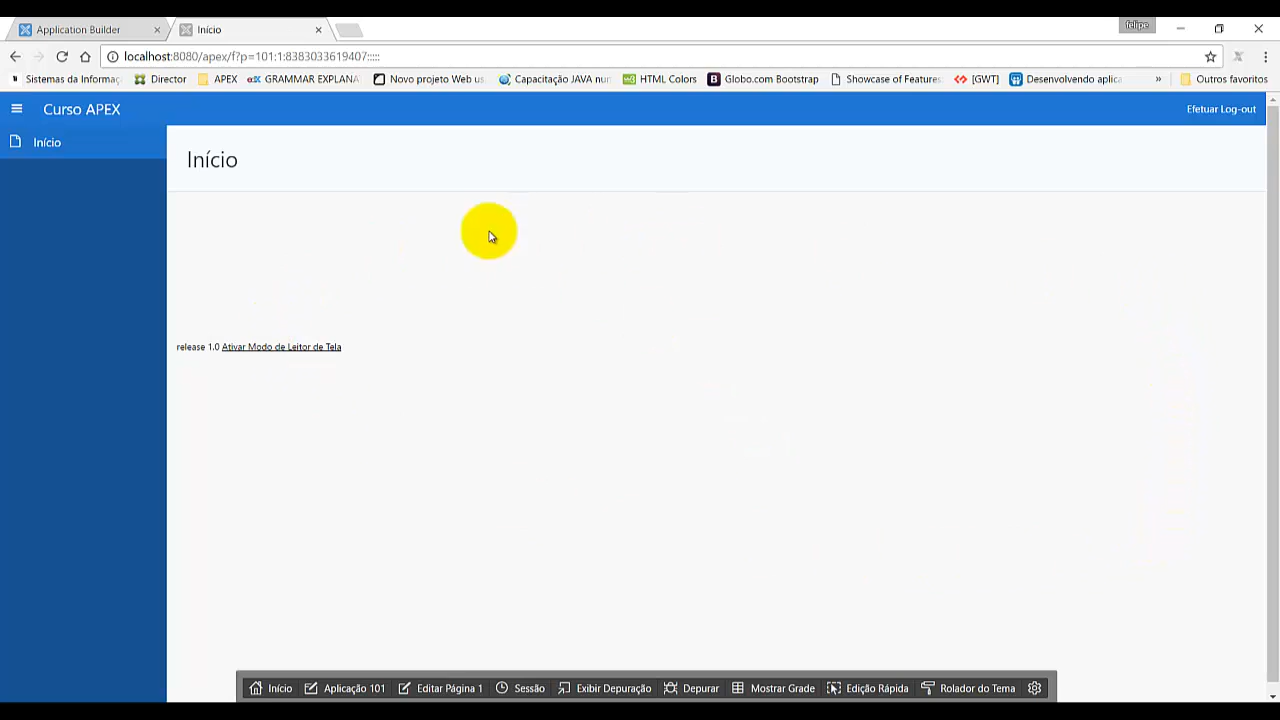 Application Builder
Início
felipe
localhost:8080/apex/f?p=101:1:8383033619407:::::
Sistemas da Informaç
Director
APEX
GRAMMAR EXPLANA
Novo projeto Web us
Capacitação JAVA nur
HTML Colors
Globo.com Bootstrap
Showcase of Features
[GWT]
Desenvolvendo aplica
»
Outros favoritos
Curso APEX
Efetuar Log-out
Início
Início
release 1.0 Ativar Modo de Leitor de Tela
Início Aplicação 101 Editar Página 1 Sessão Exibir Depuração Depurar Mostrar Grade Edição Rápida Rolador do Tema